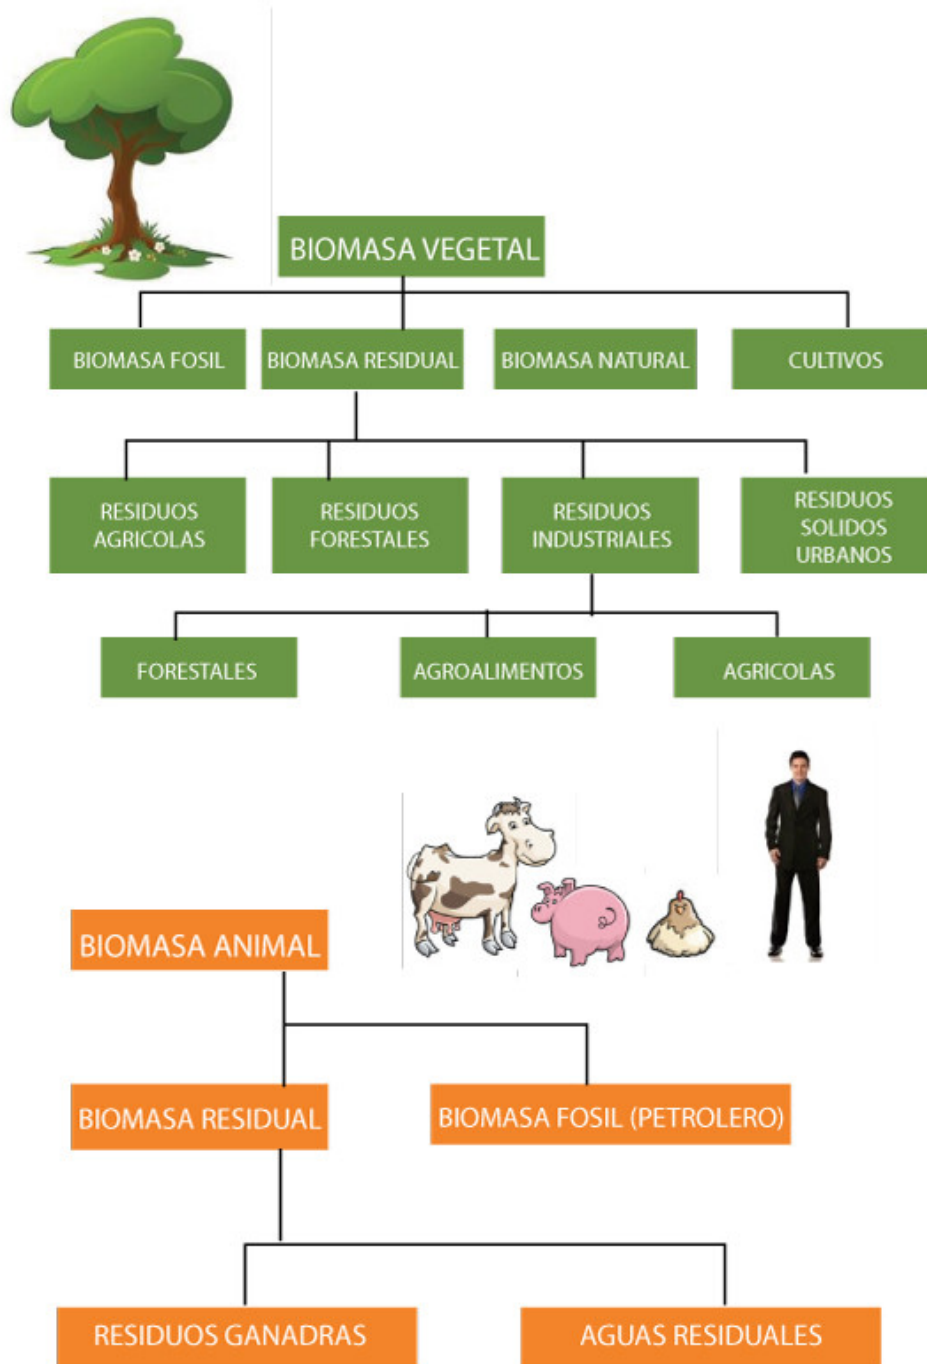 BIOMASA VEGETAL
BIOMASA FOSIL
BIOMASA RESIDUAL
BIOMASA NATURAL
CULTIVOS
RESIDUOS
AGRICOLAS
RESIDUOS
FORESTALES
RESIDUOS
INDUSTRIALES
RESIDUOS
SOLIDOS
URBANOS
FORESTALES
AGROALIMENTOS
AGRICOLAS
BIOMASA ANIMAL
BIOMASA RESIDUAL
BIOMASA FOSIL (PETROLERO)
RESIDUOS GANADRAS
AGUAS RESIDUALES